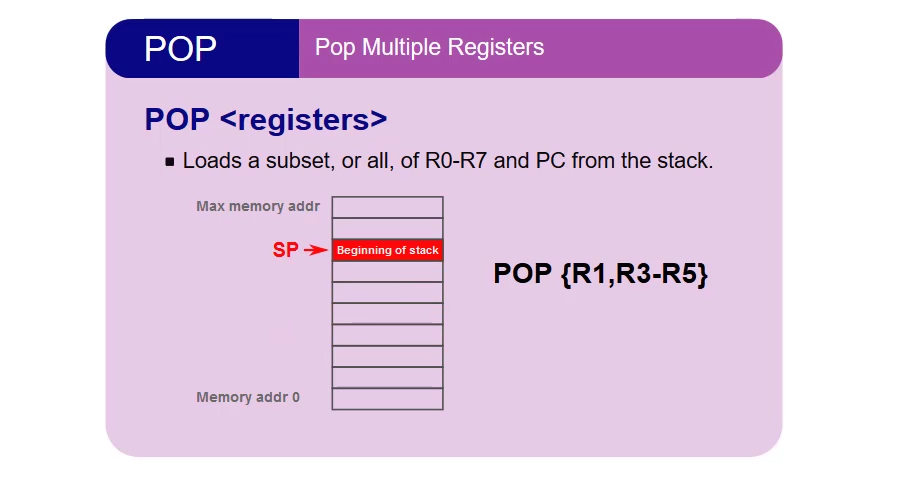 POP
Pop Multiple Registers
POP <registers>
Loads a subset, or all, of R0-R7 and PC from the stack.
Max memory addr
SP
Beginning of stack
POP {R1,R3-R5}
Memory addr 0